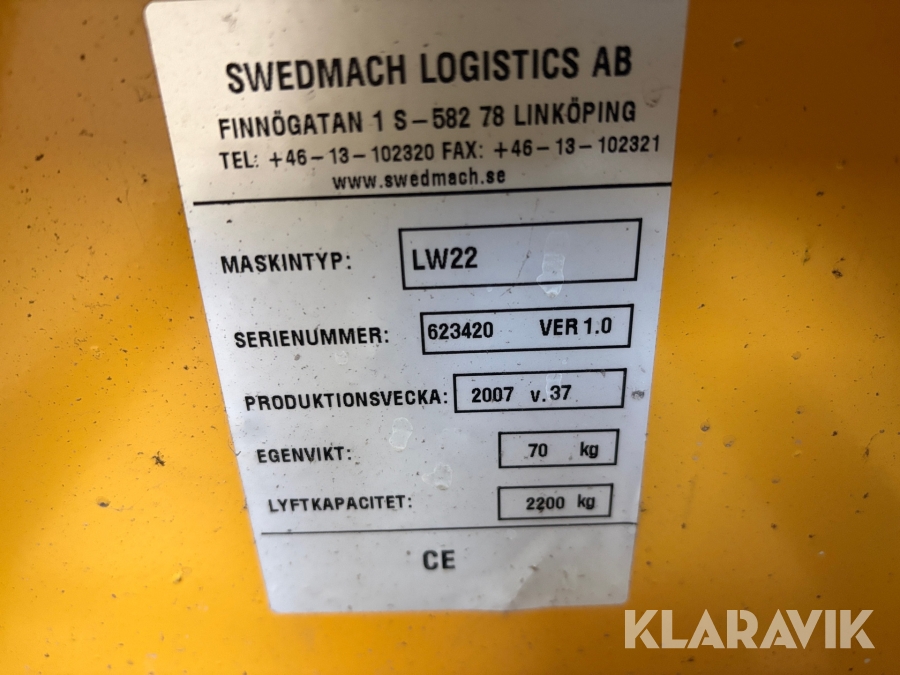 SWEDMACH LOGISTICS AB
FINNÖGATAN 1 S-582 78 LINKÖPING
TEL: +46-13-102320 FAX: +46-13-102321
www.swedmach.se
MASKINTYP: LW22
SERIENUMMER: 623420 VER 1.0
PRODUKTIONSVECKA: 2007 v.37
EGENVIKT: 70 kg
LYFTKAPACITET: 2200 kg
CE
KLARAVIK